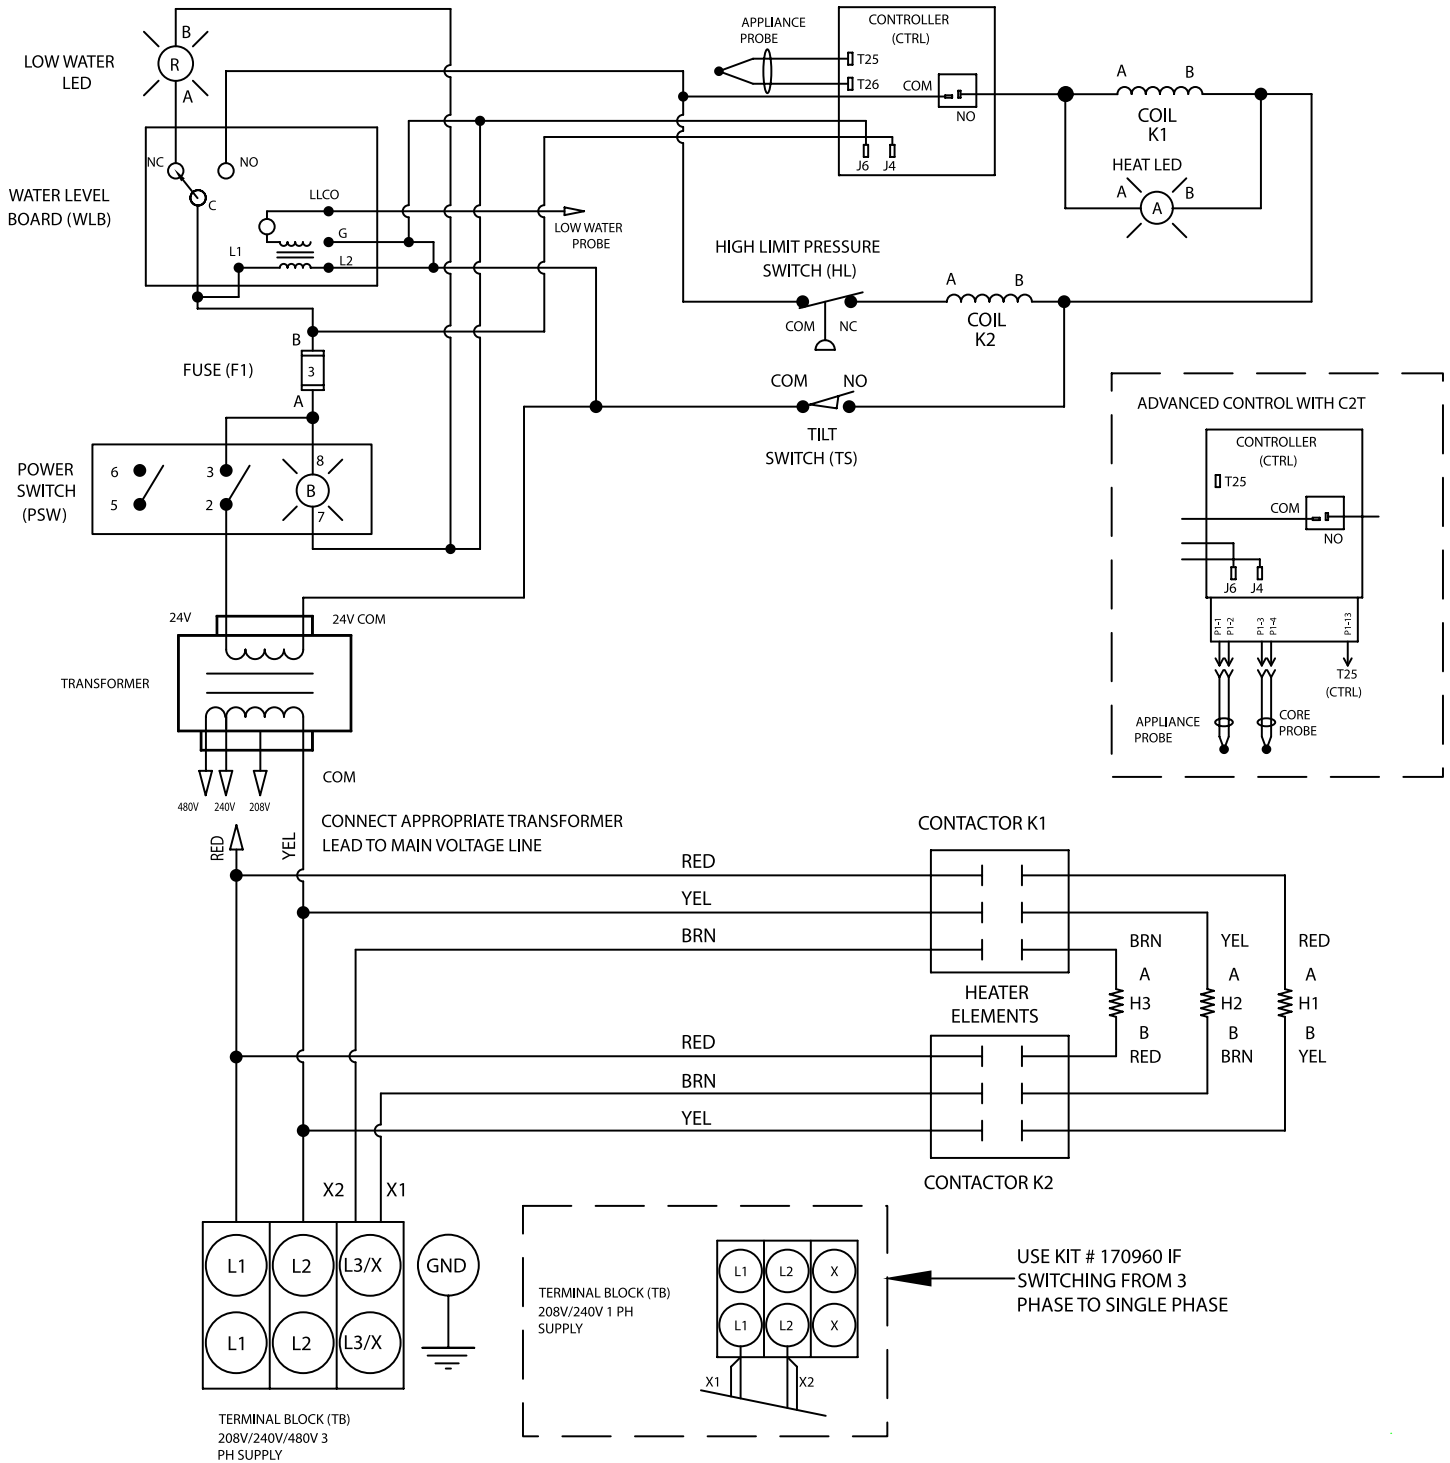 B
R
A
LOW WATER
LED
NC
NO
C
WATER LEVEL
BOARD (WLB)
LLCO
G
L1
L2
LOW WATER
PROBE
APPLIANCE
PROBE
CONTROLLER
(CTRL)
T25
T26
COM
NO
J6 J4
A B
COIL
K1
HEAT LED
A B
A
HIGH LIMIT PRESSURE
SWITCH (HL)
COM NC
A B
COIL
K2
B
FUSE (F1)
3
A
COM NO
TILT
SWITCH (TS)
POWER
SWITCH
(PSW)
6
5
3
2
8
B
7
ADVANCED CONTROL WITH C2T
CONTROLLER
(CTRL)
T25
COM
NO
J6 J4
P1-1
P1-2
P1-3
P1-4
P1-13
T25
(CTRL)
APPLIANCE
PROBE
CORE
PROBE
24V
24V COM
TRANSFORMER
COM
480V 240V 208V
RED
YEL
CONNECT APPROPRIATE TRANSFORMER
LEAD TO MAIN VOLTAGE LINE
CONTACTOR K1
RED
YEL
BRN
BRN YEL RED
A A A
H3 H2 H1
B B B
RED BRN YEL
HEATER
ELEMENTS
RED
BRN
YEL
CONTACTOR K2
X2 X1
L1 L2 L3/X GND
L1 L2 L3/X
TERMINAL BLOCK (TB)
208V/240V/480V 3
PH SUPPLY
TERMINAL BLOCK (TB)
208V/240V 1 PH
SUPPLY
L1 L2 X
L1 L2 X
X1 X2
USE KIT # 170960 IF
SWITCHING FROM 3
PHASE TO SINGLE PHASE